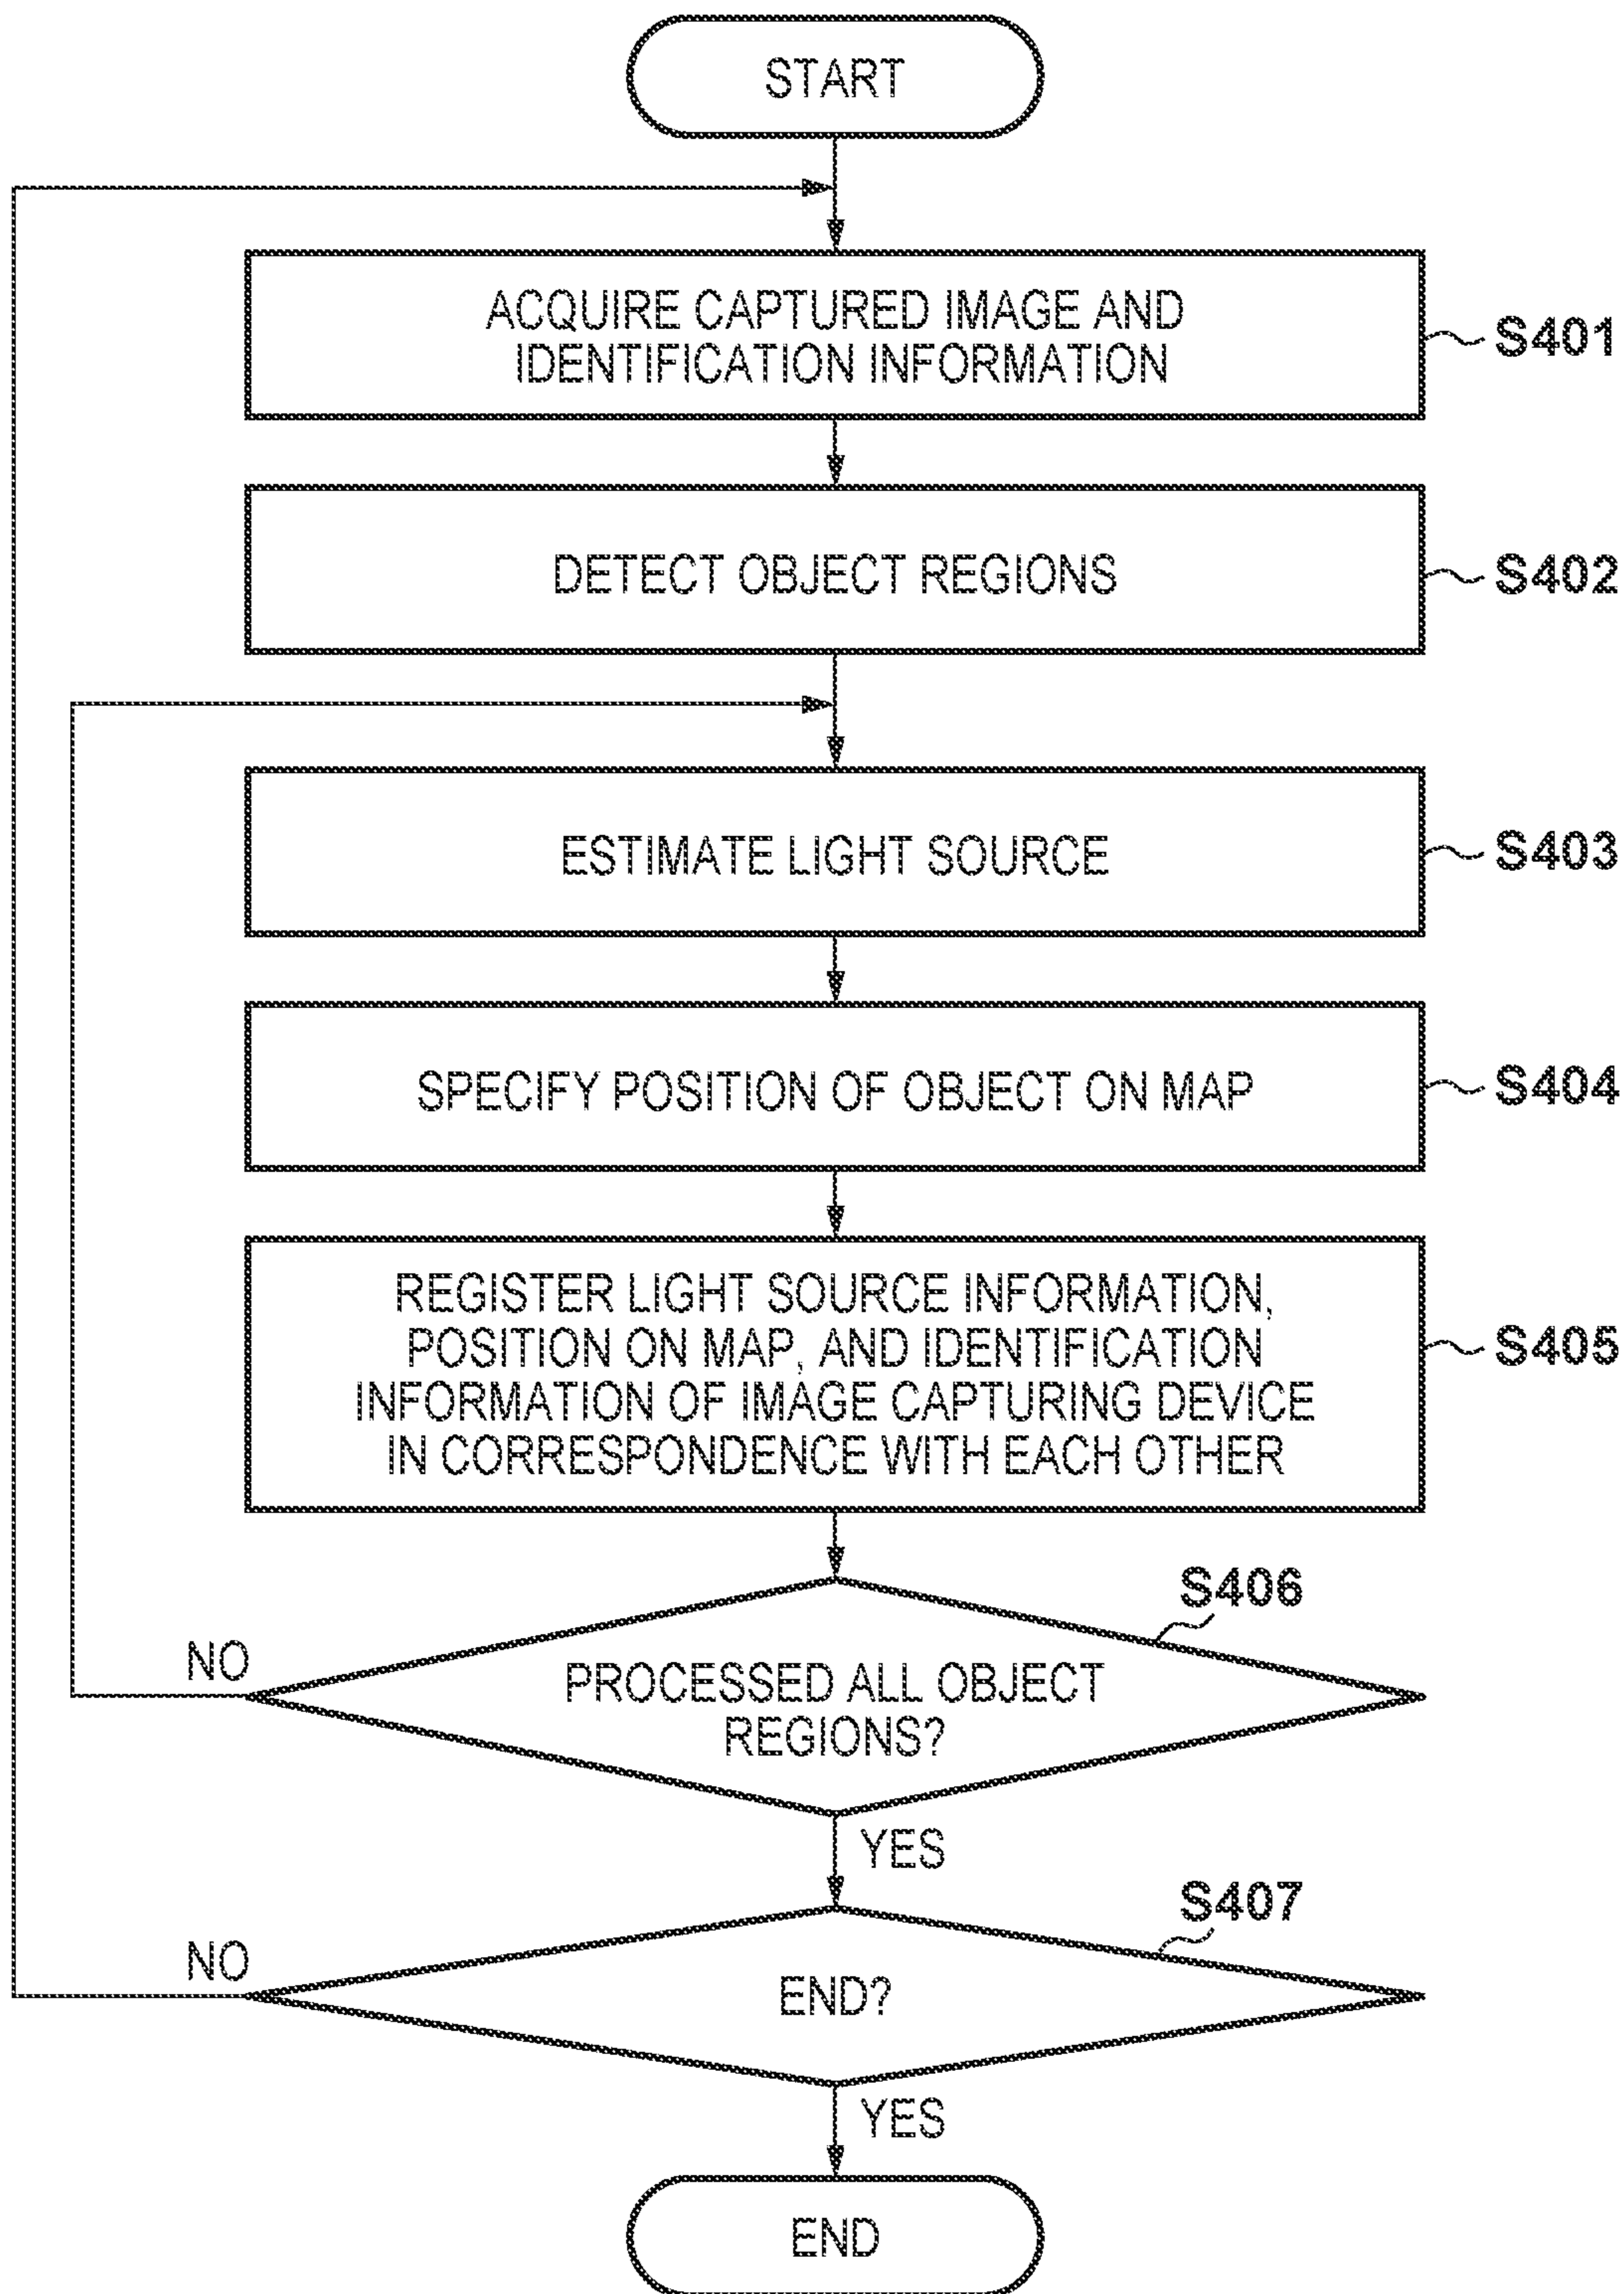 START
ACQUIRE CAPTURED IMAGE AND
IDENTIFICATION INFORMATION
S401
DETECT OBJECT REGIONS
S402
ESTIMATE LIGHT SOURCE
S403
SPECIFY POSITION OF OBJECT ON MAP
S404
REGISTER LIGHT SOURCE INFORMATION,
POSITION ON MAP, AND IDENTIFICATION
INFORMATION OF IMAGE CAPTURING DEVICE
IN CORRESPONDENCE WITH EACH OTHER
S405
S406
NO
PROCESSED ALL OBJECT
REGIONS?
YES
S407
NO
END?
YES
END